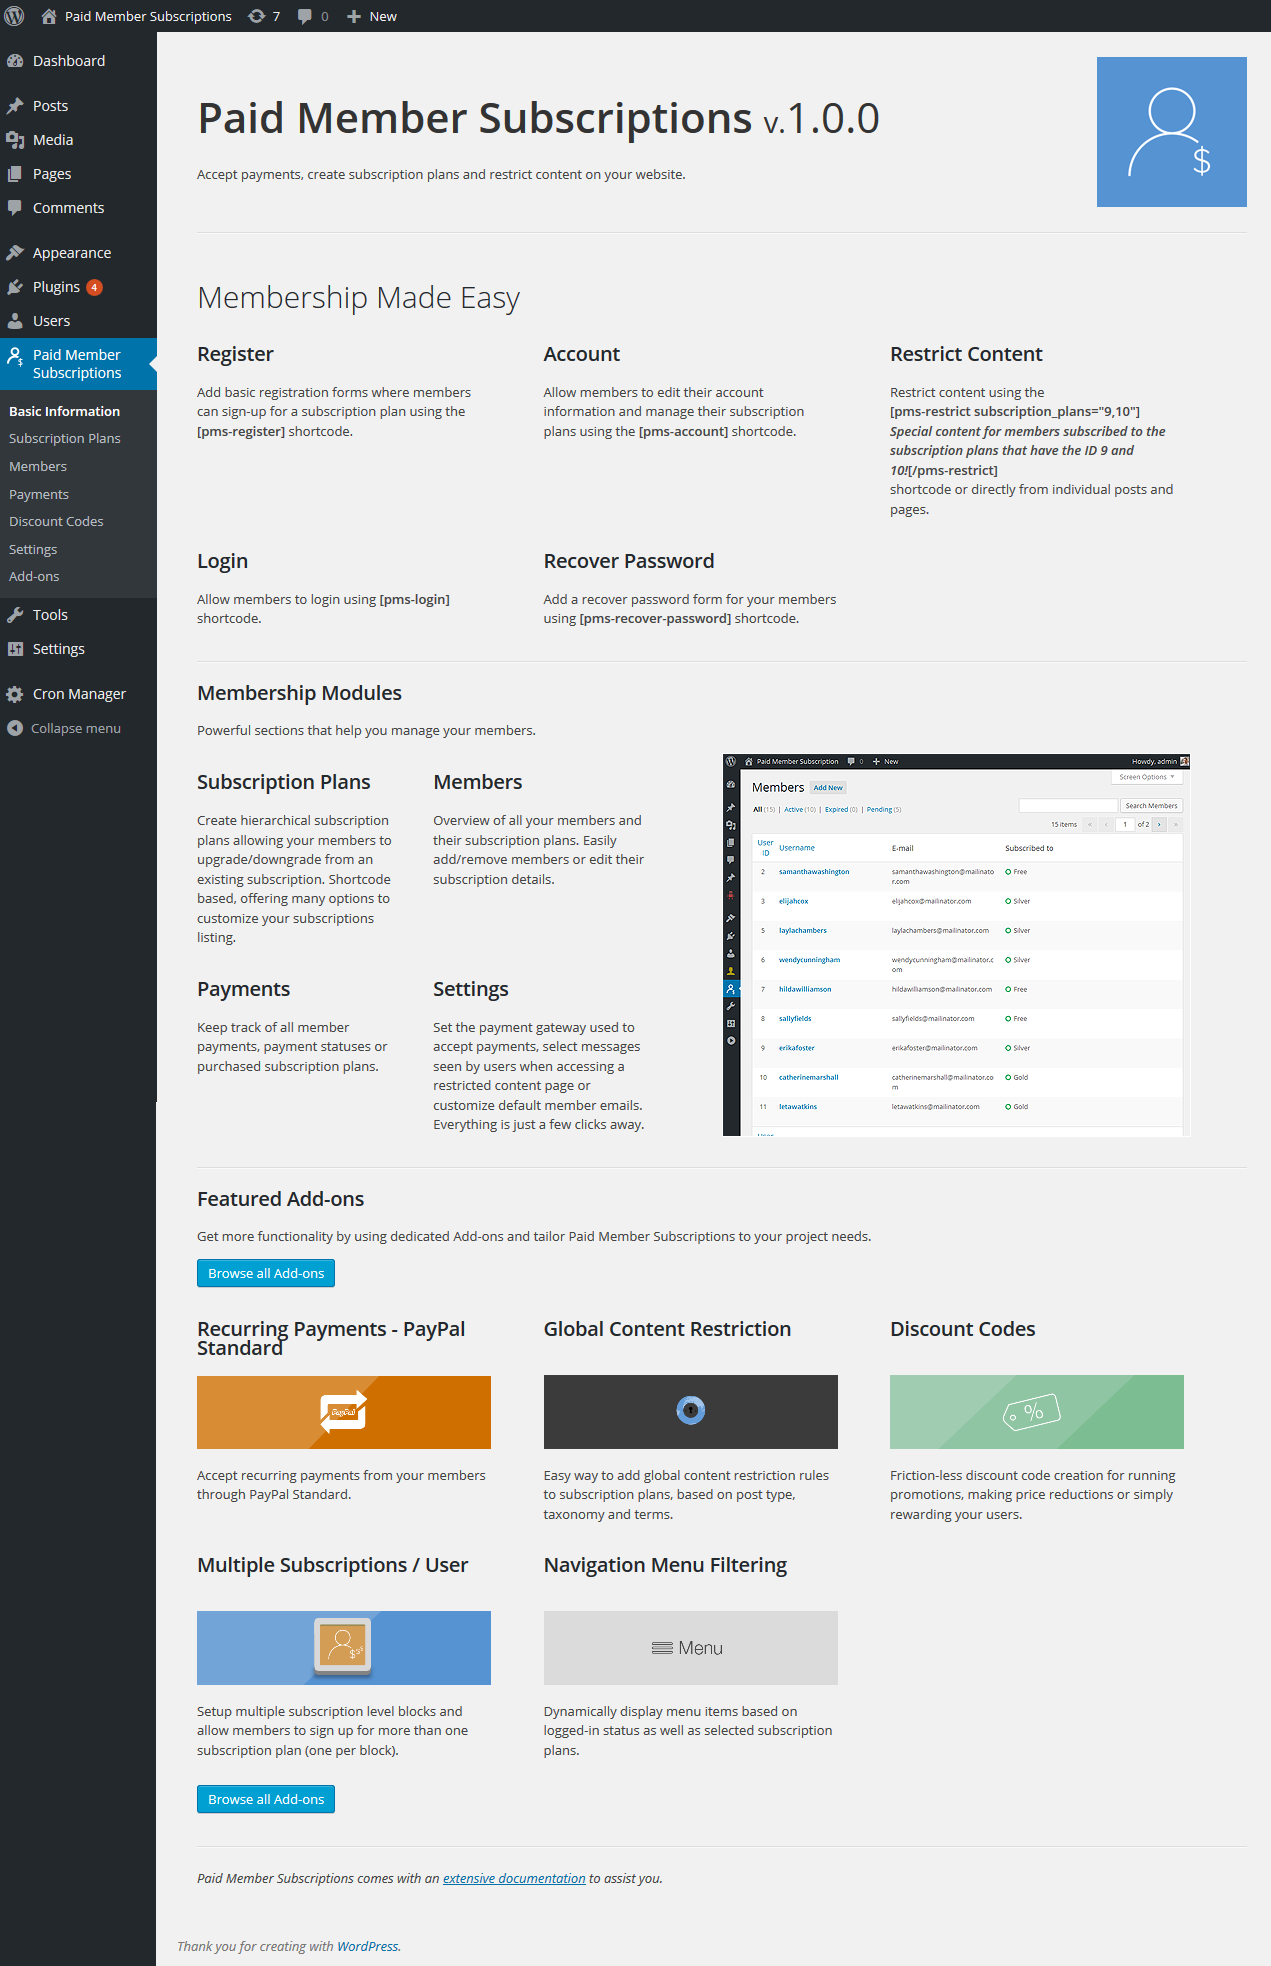 Paid Member Subscriptions 7 0 New
Dashboard
Posts
Media
Pages
Comments
Appearance
Plugins 4
Users
Paid Member
Subscriptions
Basic Information
Subscription Plans
Members
Payments
Discount Codes
Settings
Add-ons
Tools
Settings
Cron Manager
Collapse menu
Paid Member Subscriptions v.1.0.0
$
Accept payments, create subscription plans and restrict content on your website.
Membership Made Easy
Register
Add basic registration forms where members
can sign-up for a subscription plan using the
[pms-register] shortcode.
Account
Allow members to edit their account
information and manage their subscription
plans using the [pms-account] shortcode.
Restrict Content
Restrict content using the
[pms-restrict subscription_plans="9,10"]
Special content for members subscribed to the
subscription plans that have the ID 9 and
10![/pms-restrict]
shortcode or directly from individual posts and
pages.
Login
Allow members to login using [pms-login]
shortcode.
Recover Password
Add a recover password form for your members
using [pms-recover-password] shortcode.
Membership Modules
Powerful sections that help you manage your members.
Subscription Plans
Create hierarchical subscription
plans allowing your members to
upgrade/downgrade from an
existing subscription. Shortcode
based, offering many options to
customize your subscriptions
listing.
Members
Overview of all your members and
their subscription plans. Easily
add/remove members or edit their
subscription details.
Payments
Keep track of all member
payments, payment statuses or
purchased subscription plans.
Settings
Set the payment gateway used to
accept payments, select messages
seen by users when accessing a
restricted content page or
customize default member emails.
Everything is just a few clicks away.
Paid Member Subscription 0 New Howdy, admin
Screen Options
Members Add New
All (15) | Active (10) | Expired (0) | Pending (5)
Search Members
15 items « ‹ 1 of 2 › »
User
ID Username E-mail Subscribed to
2 samanthawashington samanthawashington@mailinato Free
r.com
3 elijahcox elijahcox@mailinator.com Silver
5 laylachambers laylachambers@mailinator.com Silver
6 wendycunningham wendycunningham@mailinator.c Silver
om
7 hildawilliamson hildawilliamson@mailinator.com Free
8 sallyfields sallyfields@mailinator.com Free
9 erikafoster erikafoster@mailinator.com Silver
10 catherinemarshall catherinemarshall@mailinator.co Gold
m
11 letawatkins letawatkins@mailinator.com Gold
User
Featured Add-ons
Get more functionality by using dedicated Add-ons and tailor Paid Member Subscriptions to your project needs.
Browse all Add-ons
Recurring Payments - PayPal
Standard
PayPal
Accept recurring payments from your members
through PayPal Standard.
Global Content Restriction
Easy way to add global content restriction rules
to subscription plans, based on post type,
taxonomy and terms.
Discount Codes
%
Friction-less discount code creation for running
promotions, making price reductions or simply
rewarding your users.
Multiple Subscriptions / User
$$$
Setup multiple subscription level blocks and
allow members to sign up for more than one
subscription plan (one per block).
Navigation Menu Filtering
Menu
Dynamically display menu items based on
logged-in status as well as selected subscription
plans.
Browse all Add-ons
Paid Member Subscriptions comes with an extensive documentation to assist you.
Thank you for creating with WordPress.